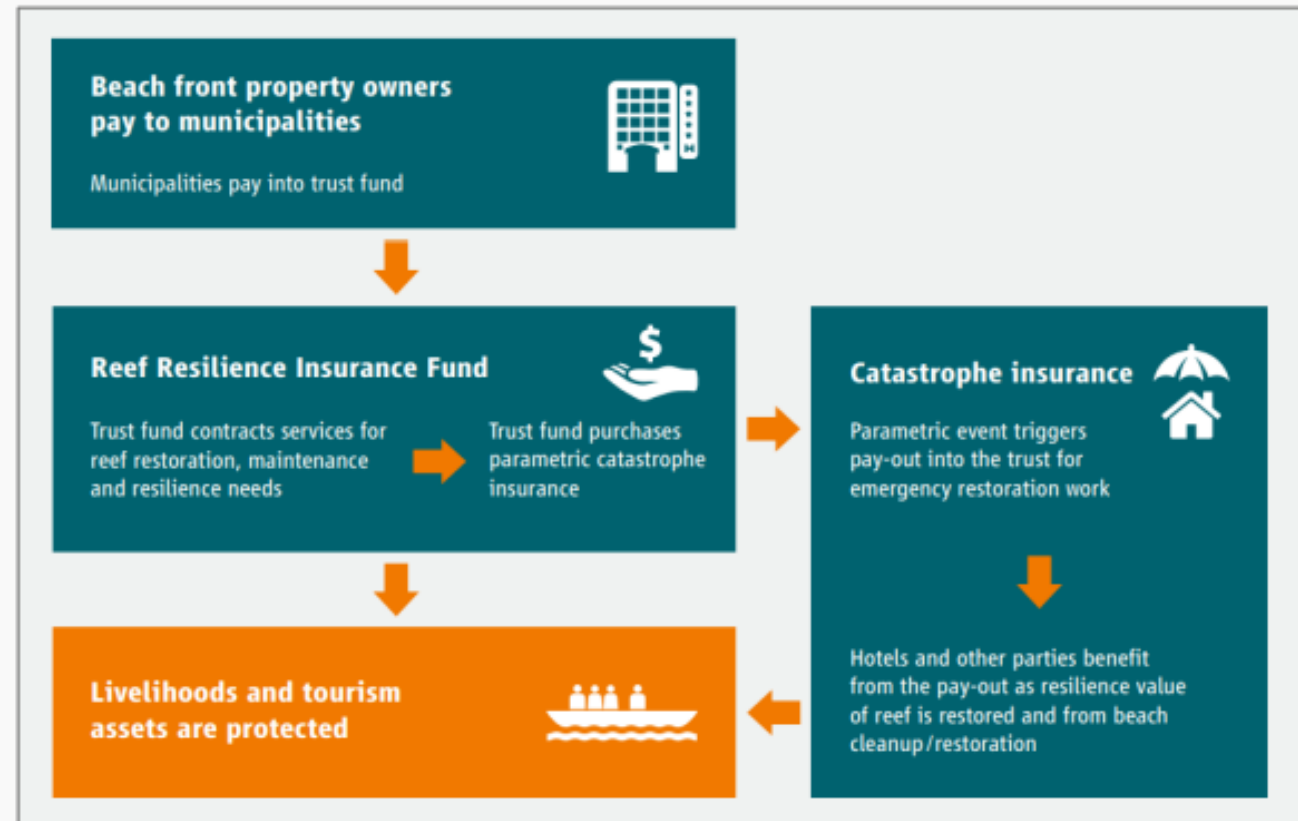 Beach front property owners
pay to municipalities
Municipalities pay into trust fund
H
Reef Resilience Insurance Fund
$
Trust fund contracts services for
reef restoration, maintenance
and resilience needs
Trust fund purchases
parametric catastrophe
insurance
Catastrophe insurance
Parametric event triggers
pay-out into the trust for
emergency restoration work
Hotels and other parties benefit
from the pay-out as resilience value
of reef is restored and from beach
cleanup/restoration
Livelihoods and tourism
assets are protected